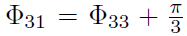 Φ₃₁ = Φ₃₃ + π/3